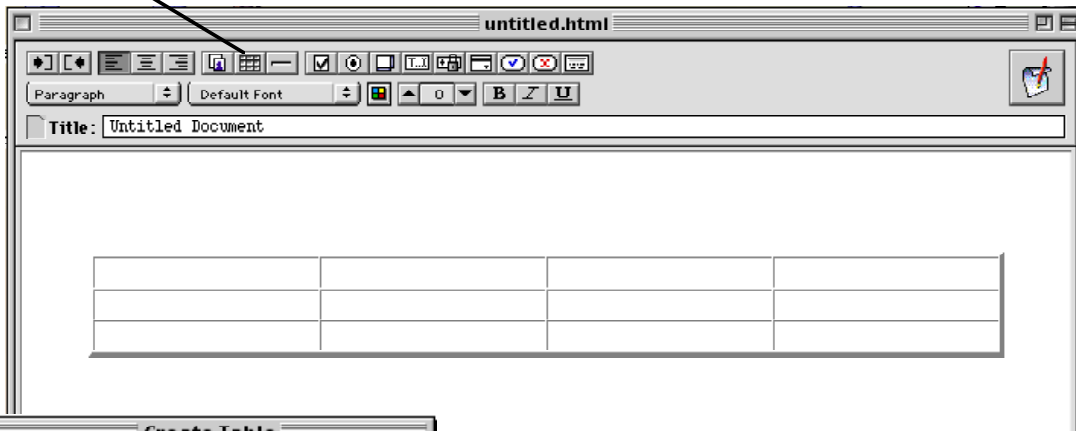 untitled.html
Paragraph Default Font 0 B I U
Title: Untitled Document
Create Table